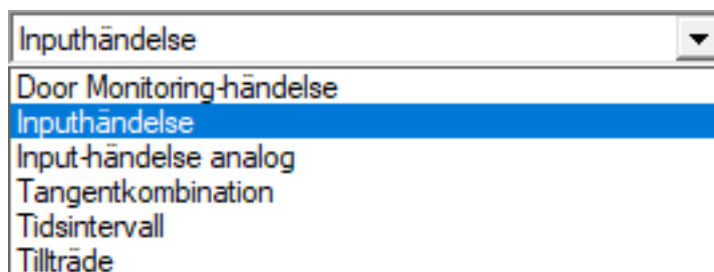 Inputhändelse
Door Monitoring-händelse
Inputhändelse
Input-händelse analog
Tangentkombination
Tidsintervall
Tillträde